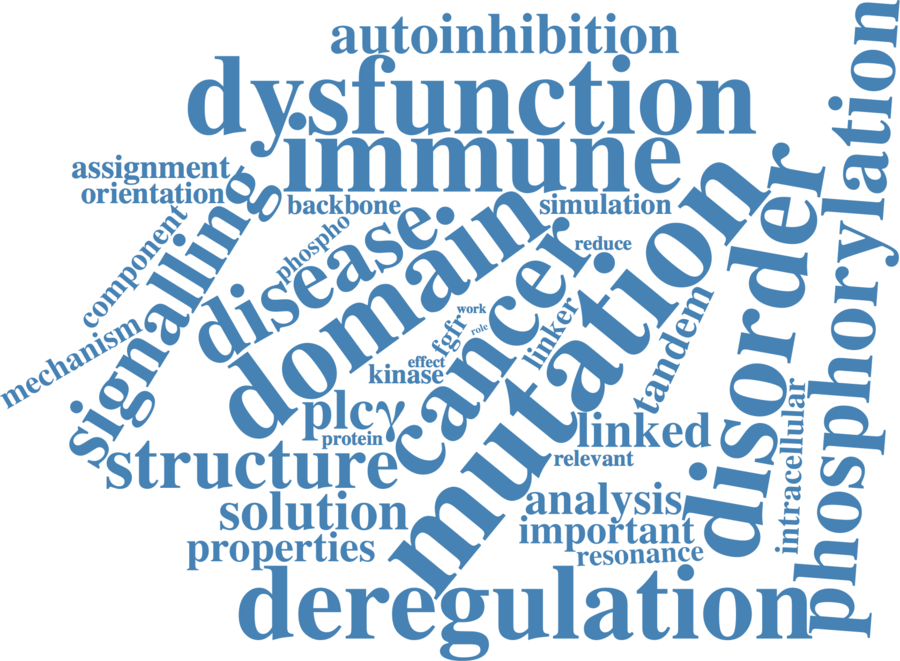 autoinhibition
dysfunction
immune
assignment
orientation
backbone
simulation
phosphorylation
signalling
component
mechanism
phospho
disease
domain
cancer
reduce
mutation
disorder
work
role
fgfr
linker
effect
kinase
tandem
plcγ
protein
linked
structure
relevant
intracellular
solution
analysis
important
properties
resonance
deregulation